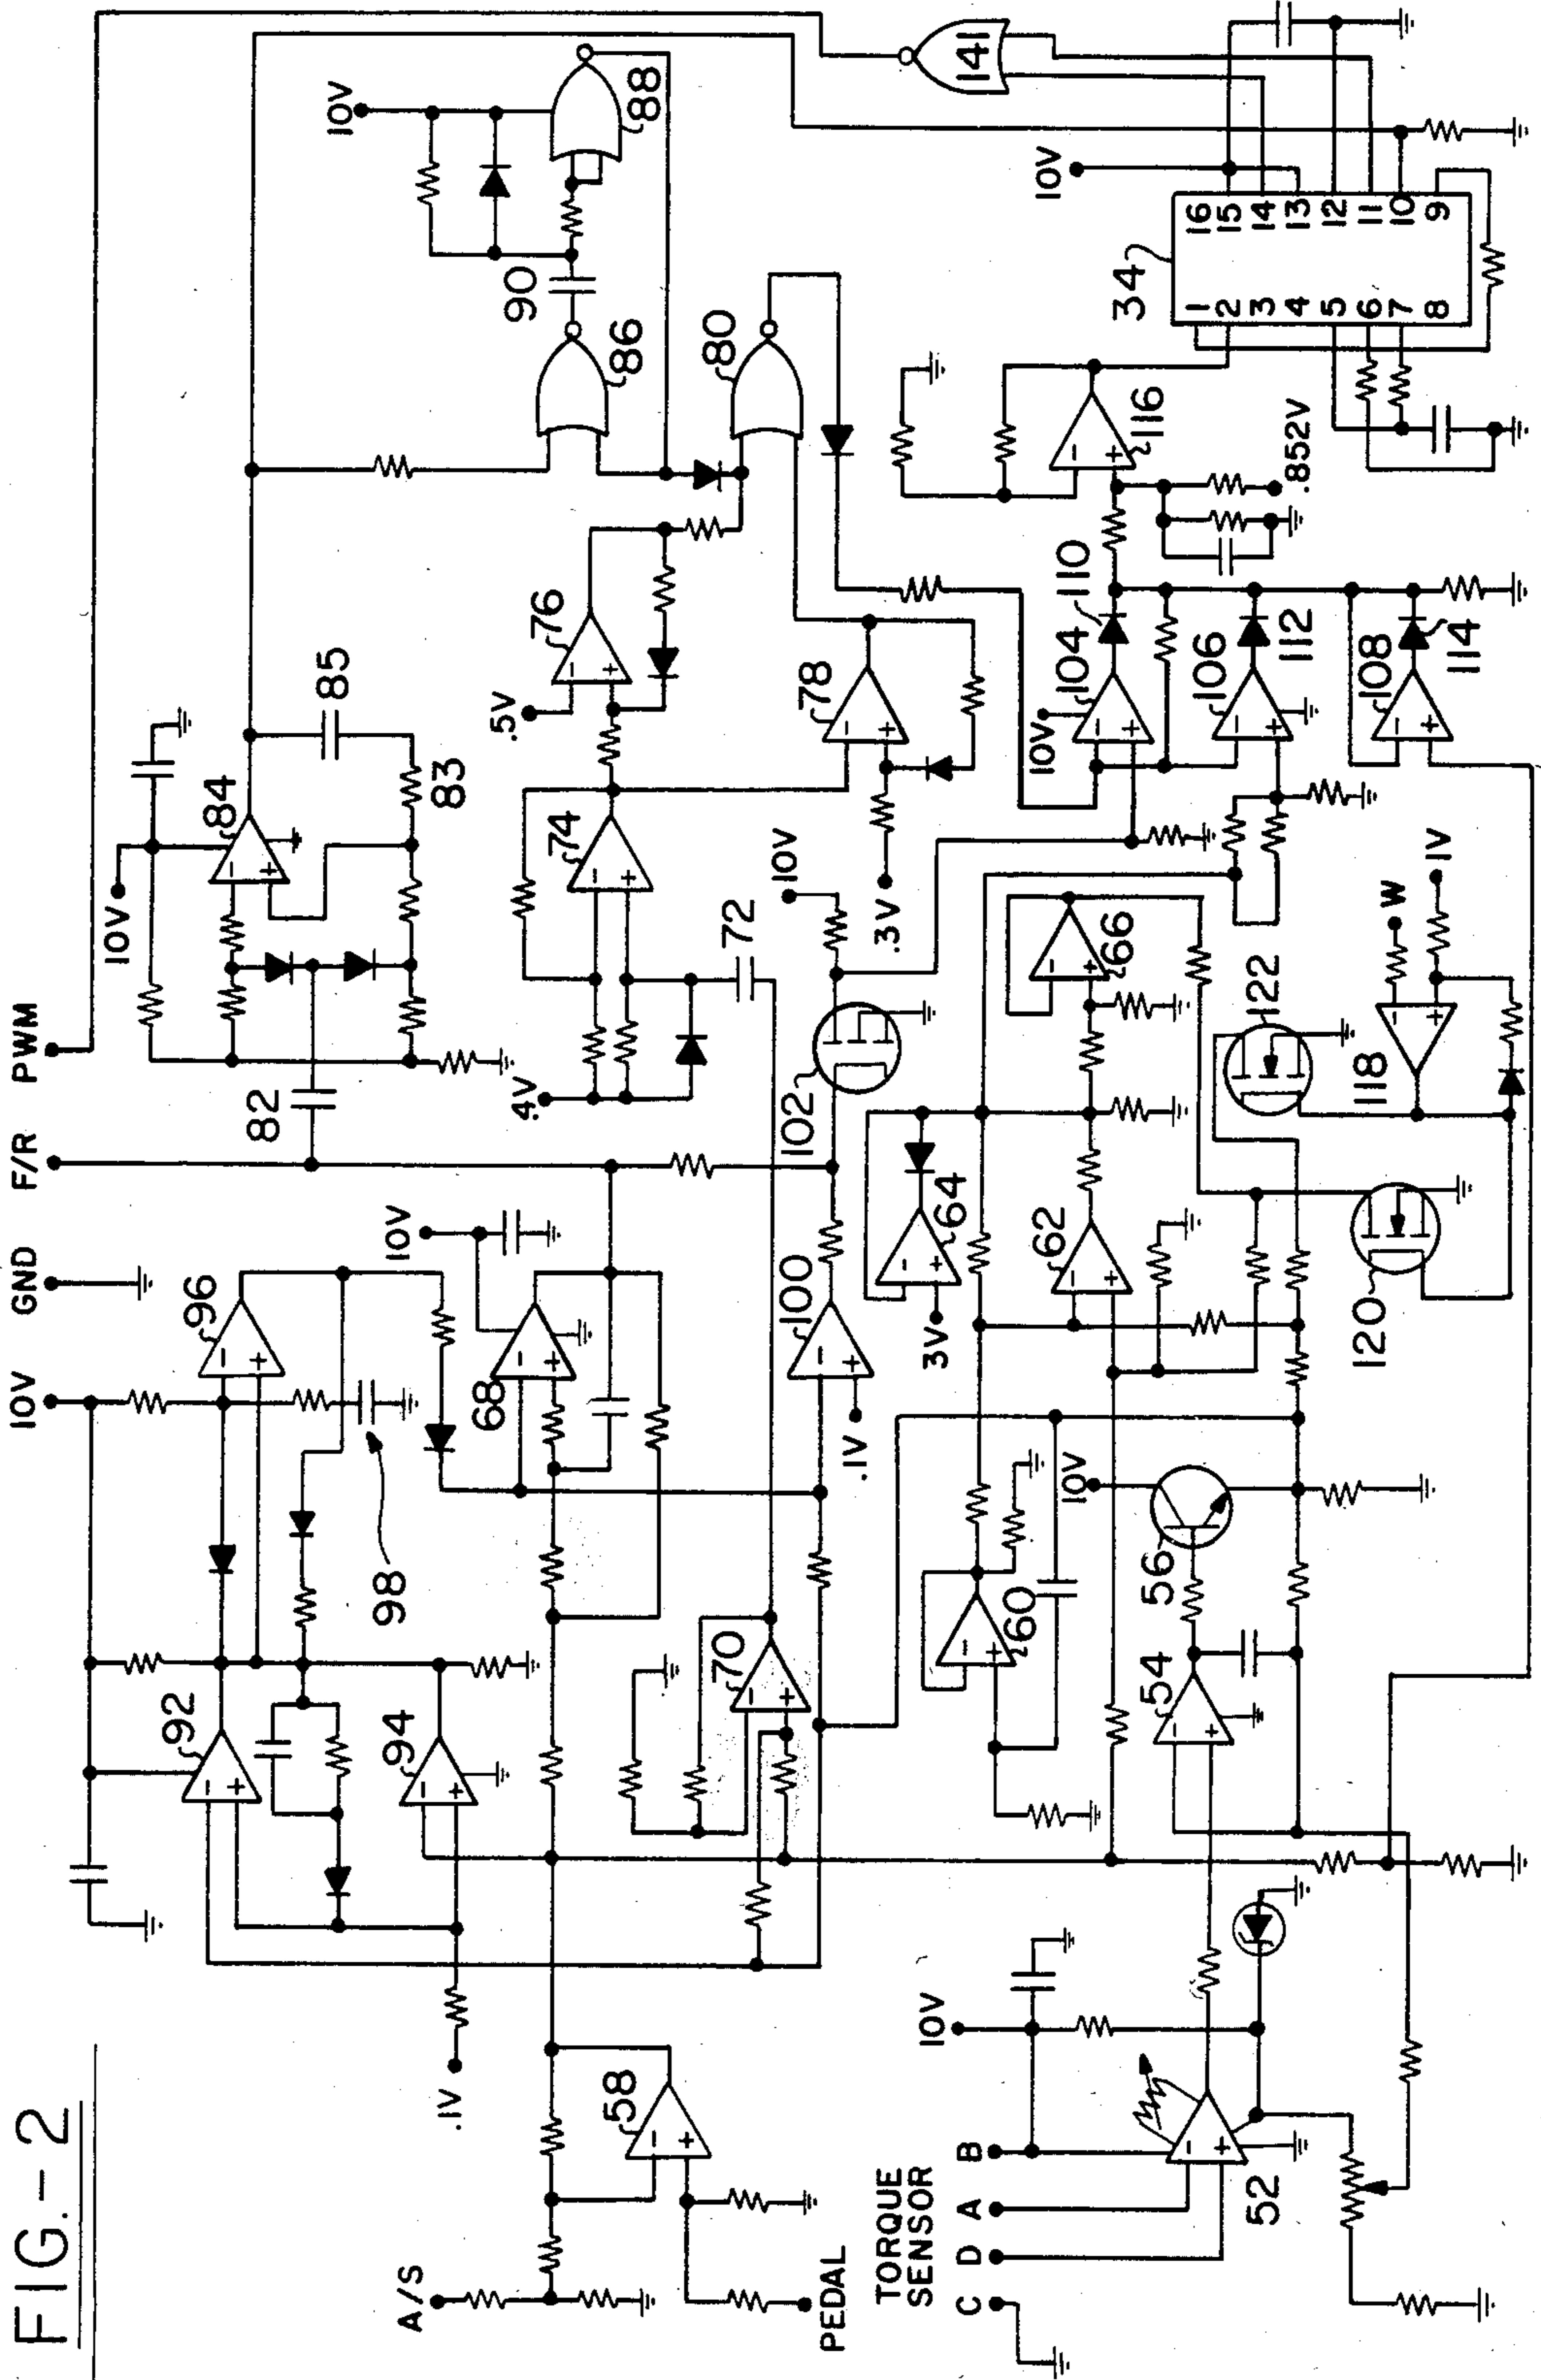 FIG.-2
10V
GND
F/R
PWM
96
92
98
94
68
10V
82
10V
84
83
85
10V
88
90
86
80
76
.5V
74
78
.3V
.4V
72
102
10V
100
.1V
70
.1V
58
A/S
PEDAL
TORQUE
SENSOR
C
D
A
B
10V
52
54
56
10V
60
62
64
3V
66
120
122
118
W
1V
104
10V
110
106
112
108
114
116
.852V
34
10V
1
2
3
4
5
6
7
8
16
15
14
13
12
11
10
9
141